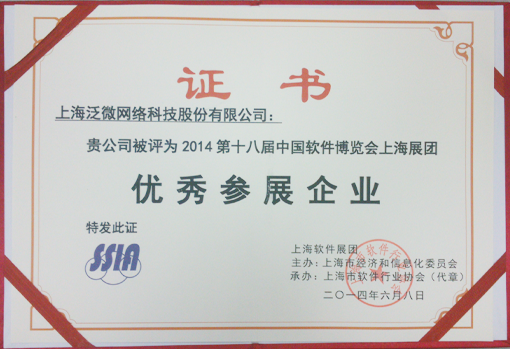 证书
上海泛微网络科技股份有限公司：
贵公司被评为 2014 第十八届中国软件博览会上海展团
优秀参展企业
特发此证
SSIA
上海软件展团
主办：上海市经济和信息化委员会
承办：上海市软件行业协会（代章）
二〇一四年六月八日